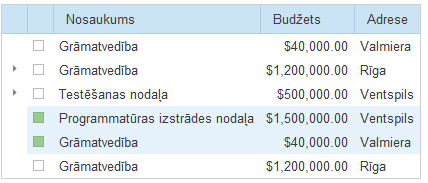 Nosaukums Budžets Adrese
Grāmatvedība $40,000.00 Valmiera
Grāmatvedība $1,200,000.00 Rīga
Testēšanas nodaļa $500,000.00 Ventspils
Programmatūras izstrādes nodaļa $1,500,000.00 Ventspils
Grāmatvedība $40,000.00 Valmiera
Grāmatvedība $1,200,000.00 Rīga